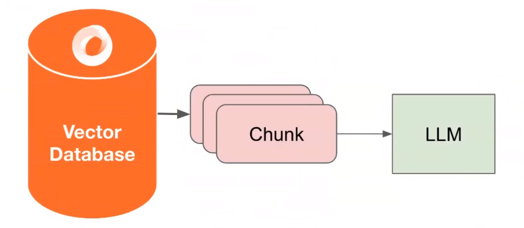 Vector
Database
Chunk
LLM